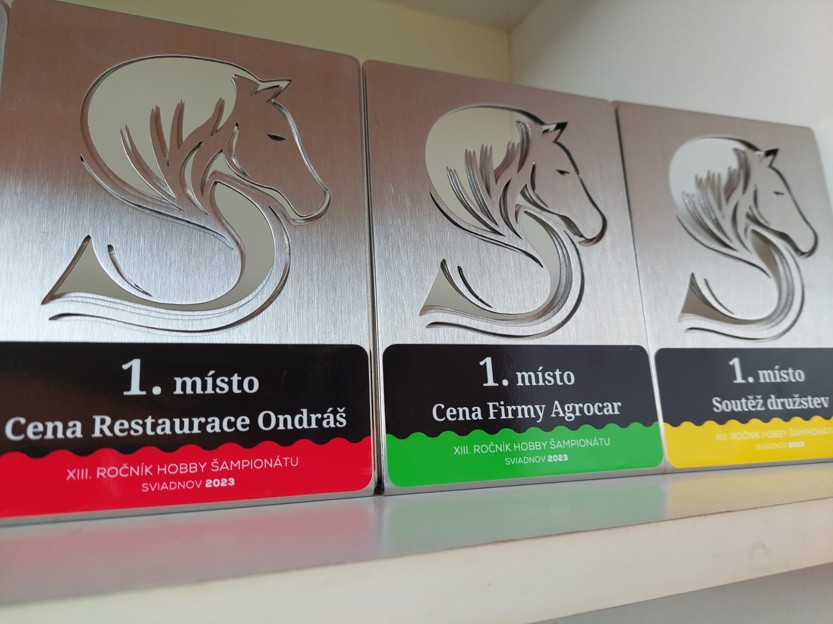 1. místo
Cena Restaurace Ondráš
XIII. ROČNÍK HOBBY ŠAMPIONÁTU
SVIADNOV 2023
1. místo
Cena Firmy Agrocar
XIII. ROČNÍK HOBBY ŠAMPIONÁTU
SVIADNOV 2023
1. místo
Soutěž družstev
XIII. ROČNÍK HOBBY
SVIADNOV 2023